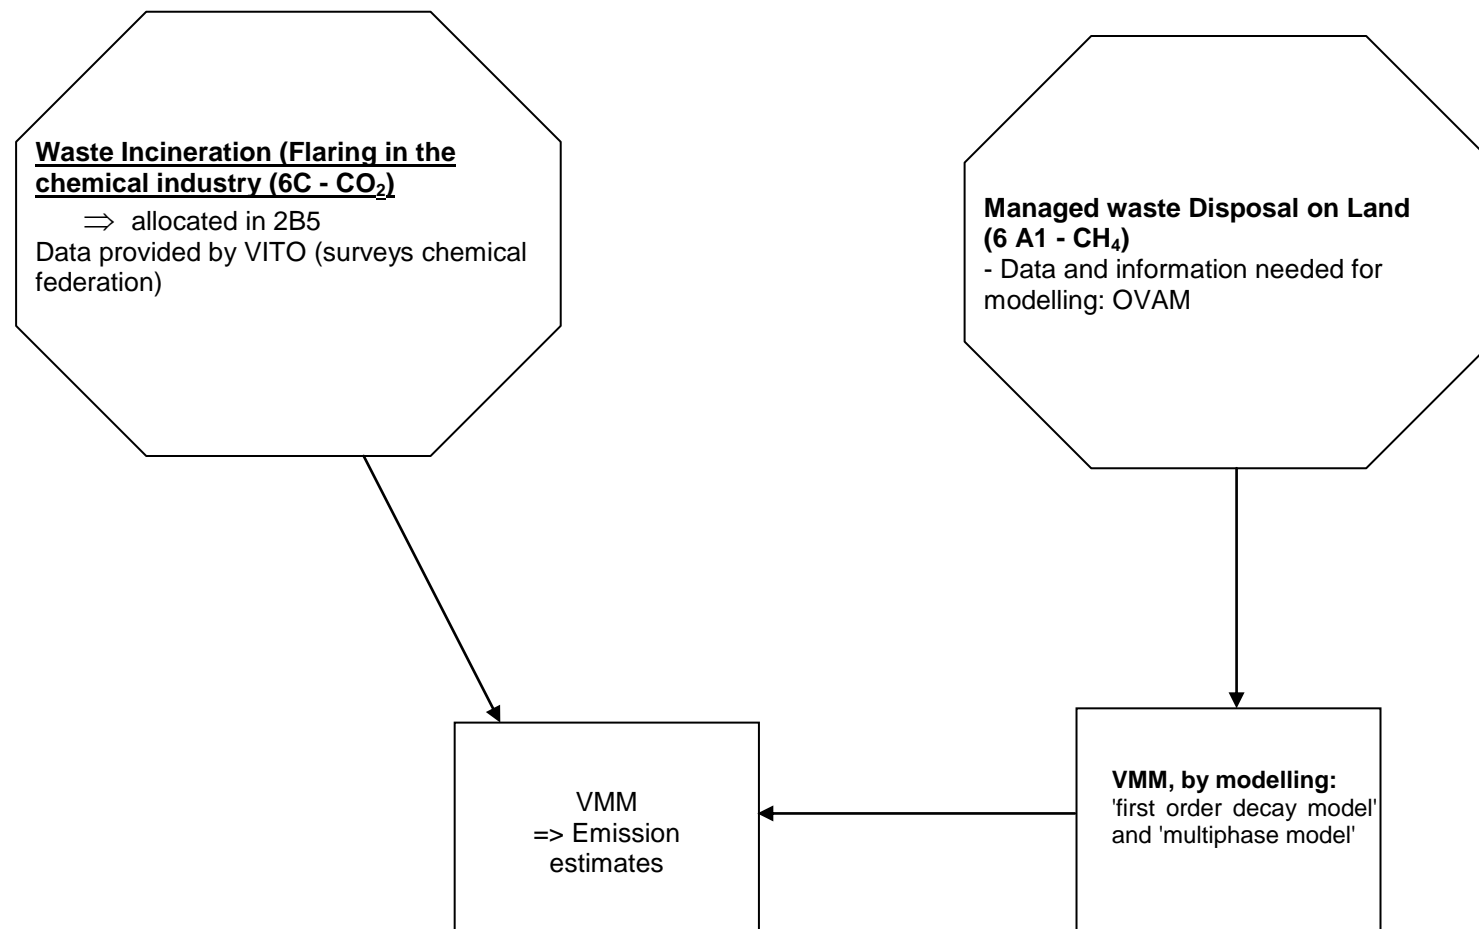 Waste Incineration (Flaring in the
chemical industry (6C - CO₂)
⇒ allocated in 2B5
Data provided by VITO (surveys chemical
federation)
Managed waste Disposal on Land
(6 A1 - CH₄)
- Data and information needed for
modelling: OVAM
VMM
=> Emission
estimates
VMM, by modelling:
'first order decay model'
and 'multiphase model'